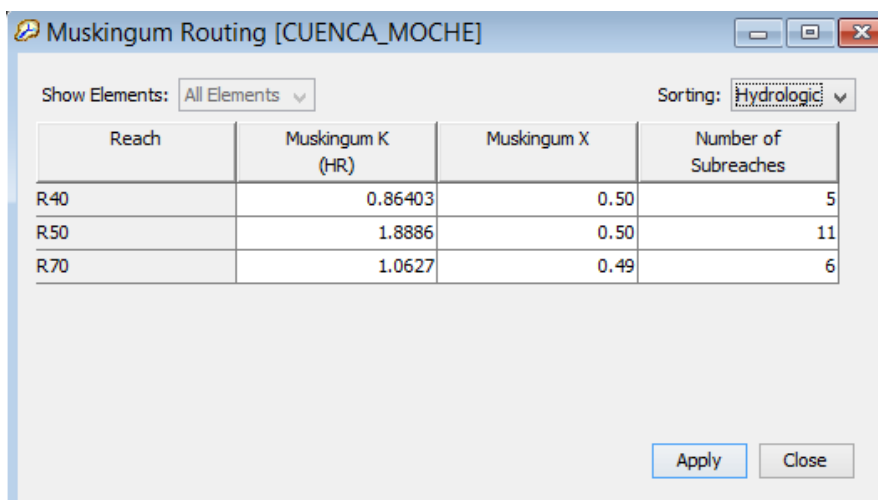 Muskingum Routing [CUENCA_MOCHE]
Show Elements: All Elements Sorting: Hydrologic
Reach Muskingum K (HR) Muskingum X Number of Subreaches
R40 0.86403 0.50 5
R50 1.8886 0.50 11
R70 1.0627 0.49 6
Apply Close